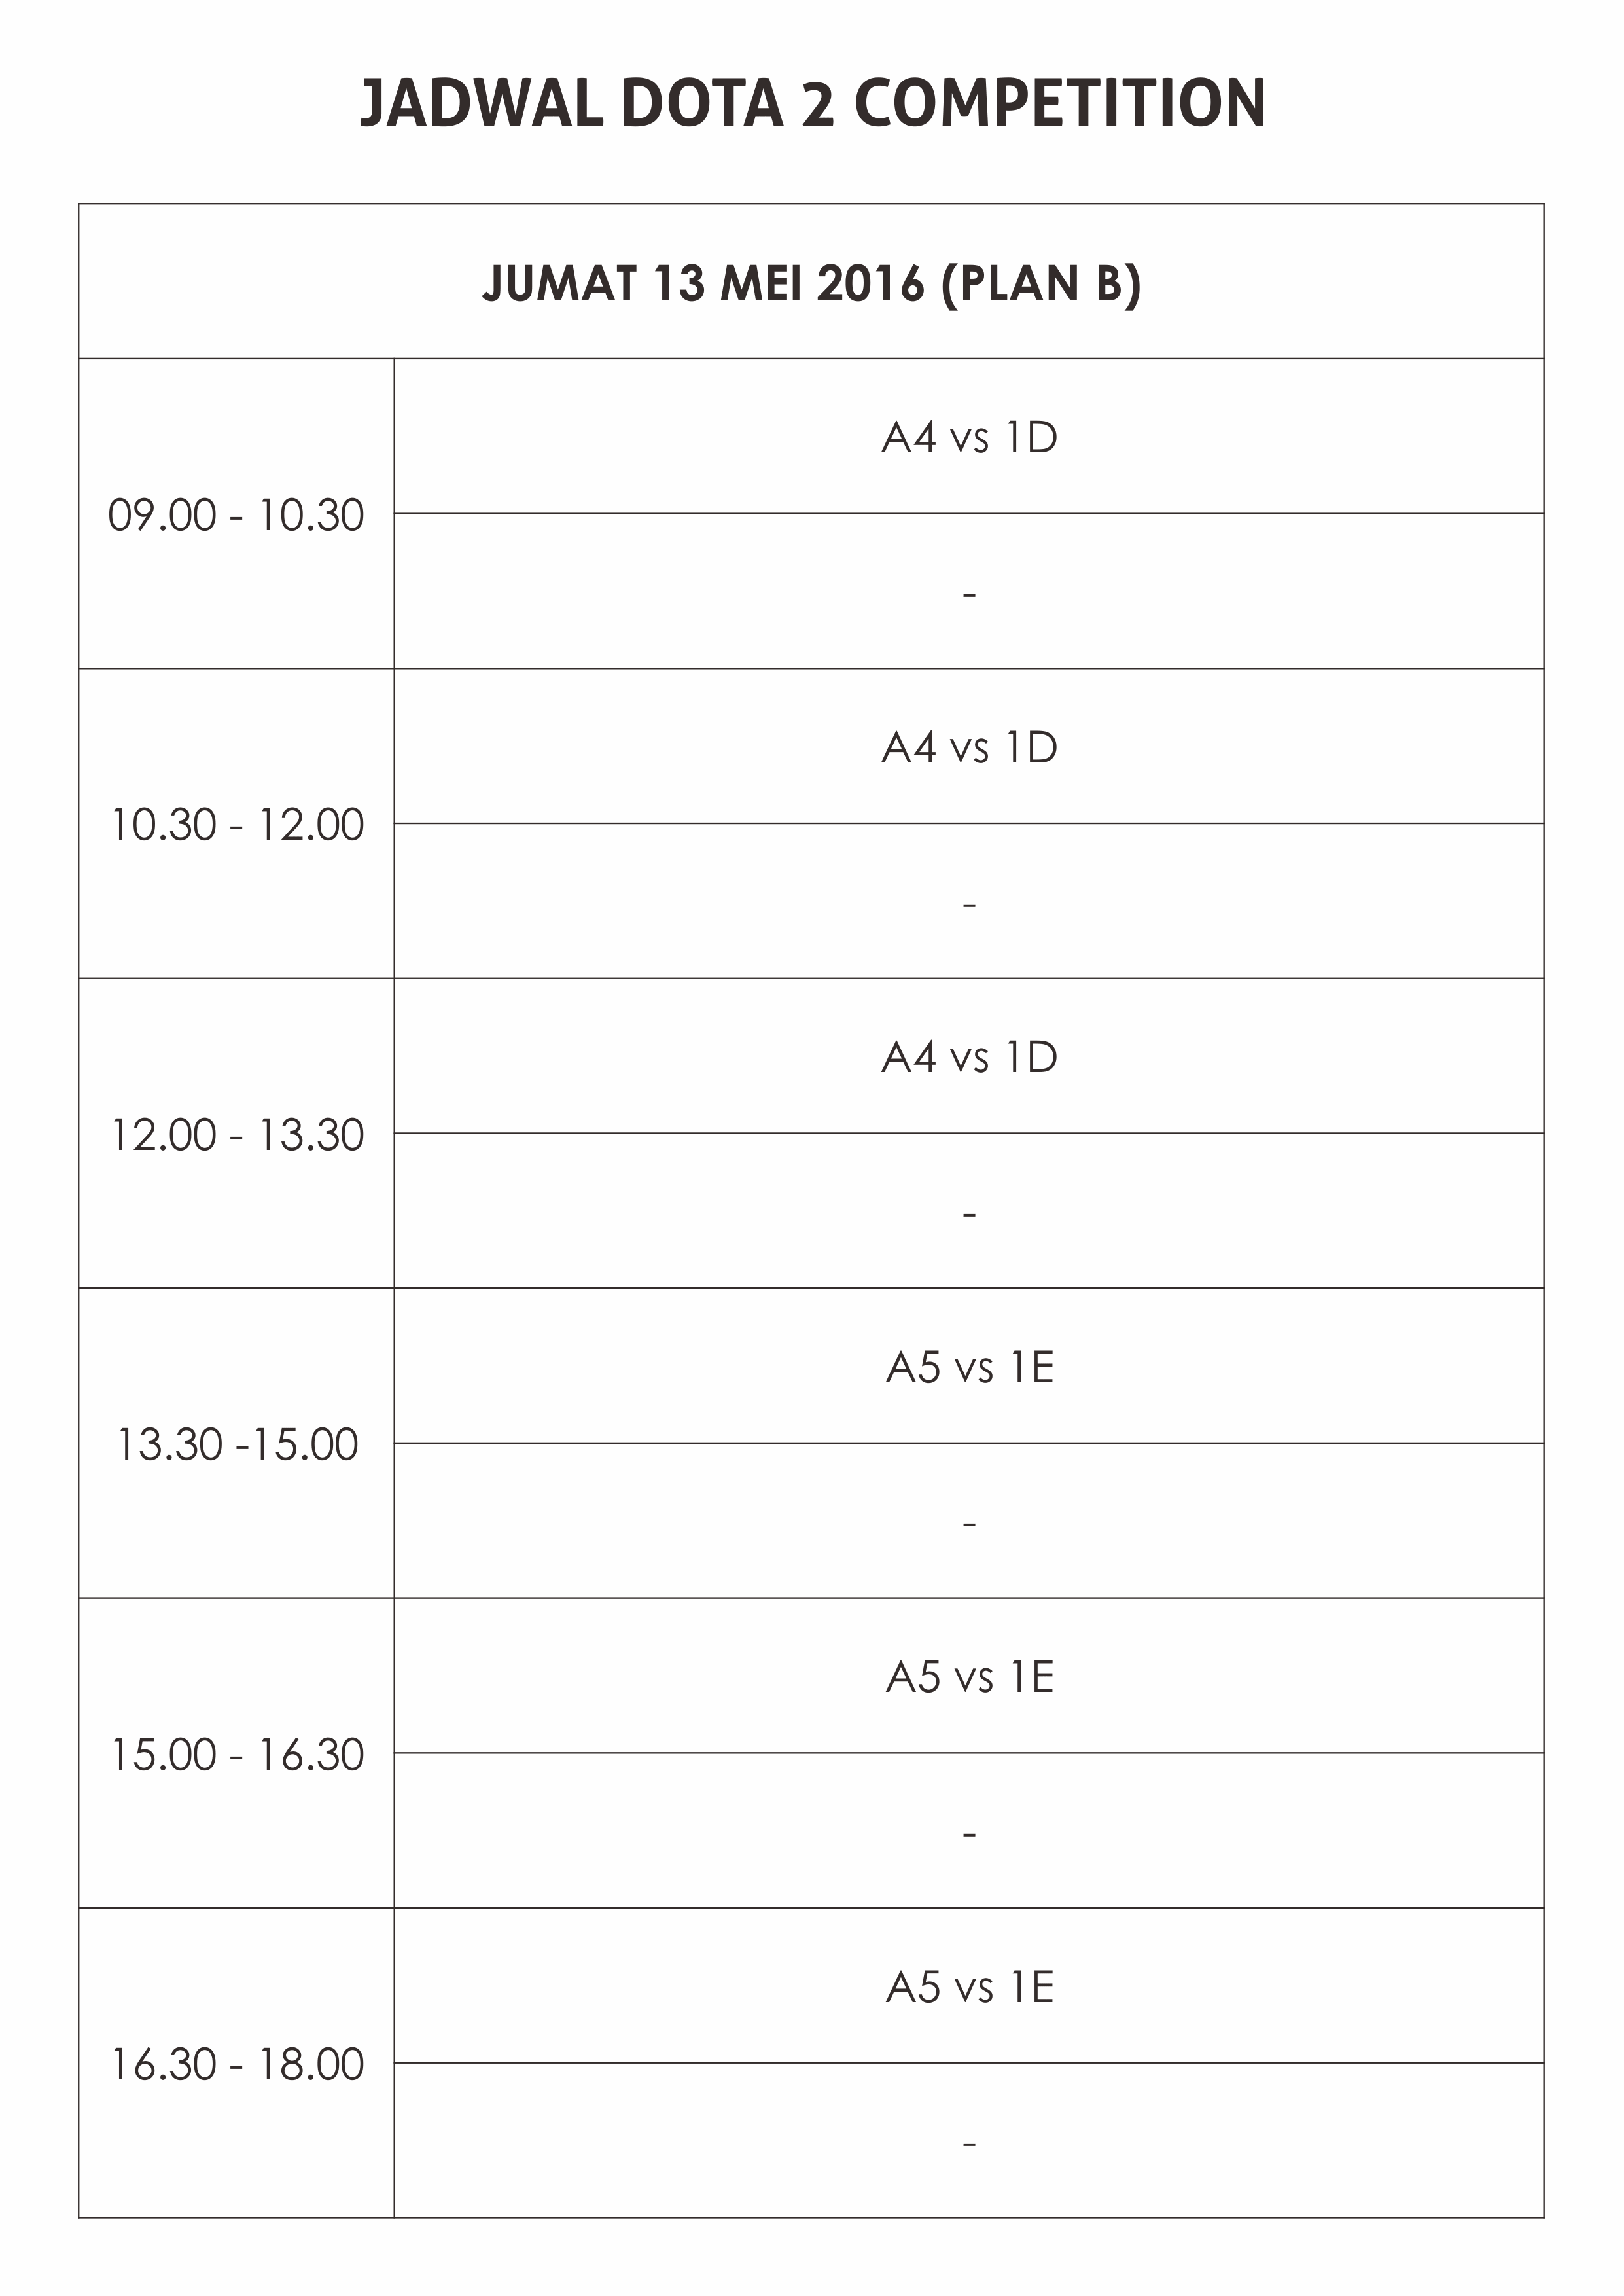 JADWAL DOTA 2 COMPETITION
JUMAT 13 MEI 2016 (PLAN B)
09.00 - 10.30
A4 vs 1D
-
10.30 - 12.00
A4 vs 1D
-
12.00 - 13.30
A4 vs 1D
-
13.30 -15.00
A5 vs 1E
-
15.00 - 16.30
A5 vs 1E
-
16.30 - 18.00
A5 vs 1E
-